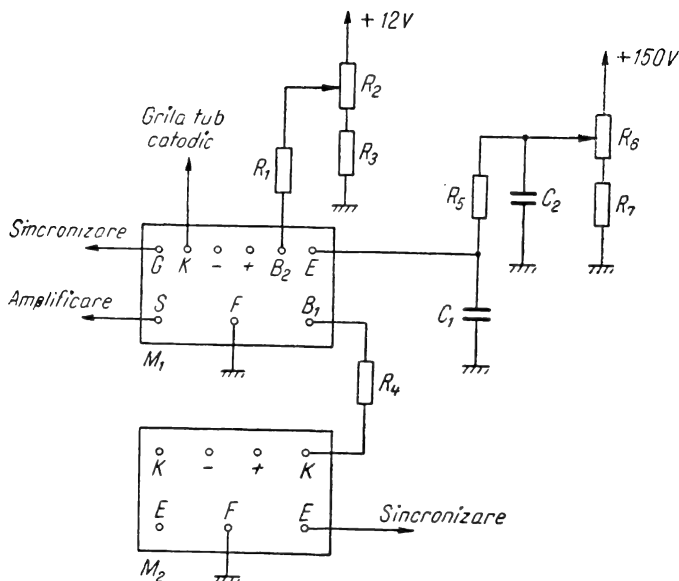 +12V
+150V
R2
R6
Grila tub
catodic
R1
R3
R5
C2
R7
Sincronizare
G K - + B2 E
Amplificare
S F B1
C1
M1
R4
K - + K
E F E
Sincronizare
M2